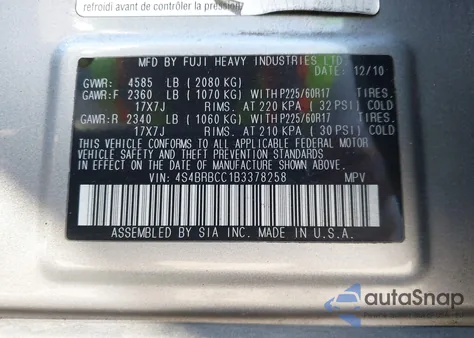 refroidi avant de contrôler la pression
MFD BY FUJI HEAVY INDUSTRIES LTD.
DATE: 12/10
GVWR: 4585 LB (2080 KG)
GAWR:F 2360 LB (1070 KG) WITH P225/60R17 TIRES.
17X7J RIMS. AT 220 KPA (32 PSI) COLD
GAWR:R 2340 LB (1060 KG) WITH P225/60R17 TIRES.
17X7J RIMS. AT 210 KPA (30 PSI) COLD
THIS VEHICLE CONFORMS TO ALL APPLICABLE FEDERAL MOTOR
VEHICLE SAFETY AND THEFT PREVENTION STANDARDS IN EFFECT
ON THE DATE OF MANUFACTURE SHOWN ABOVE.
VIN: 4S4BRBCC1B3378258 MPV
ASSEMBLED BY SIA INC. MADE IN U.S.A.
autoSnap